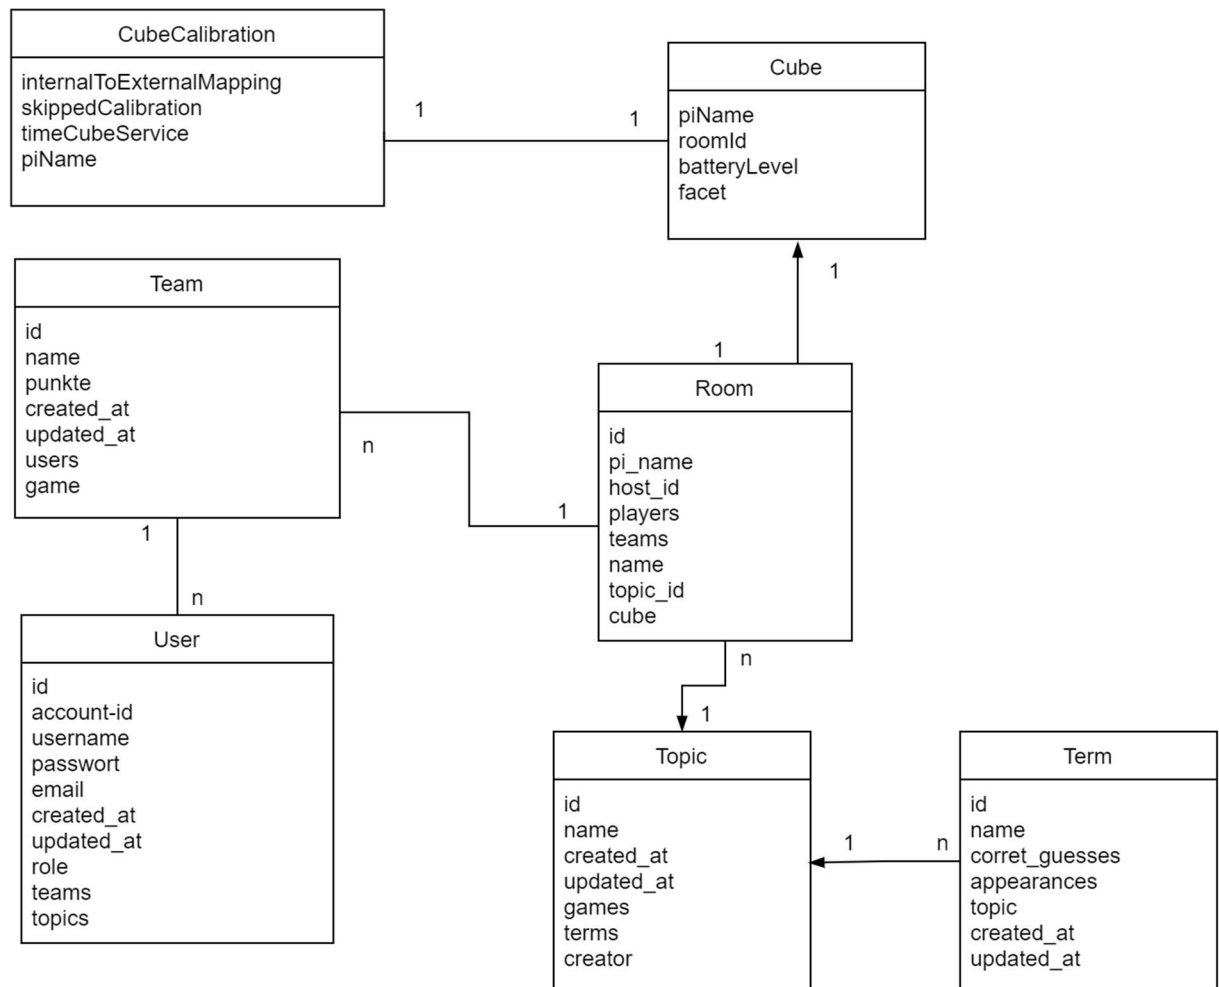 CubeCalibration
internalToExternalMapping
skippedCalibration
timeCubeService
piName
1
1
Cube
piName
roomId
batteryLevel
facet
1
Team
id
name
punkte
created_at
updated_at
users
game
n
1
1
Room
id
pi_name
host_id
players
teams
name
topic_id
cube
1
n
User
id
account-id
username
passwort
email
created_at
updated_at
role
teams
topics
n
1
Topic
id
name
created_at
updated_at
games
terms
creator
1
n
Term
id
name
corret_guesses
appearances
topic
created_at
updated_at